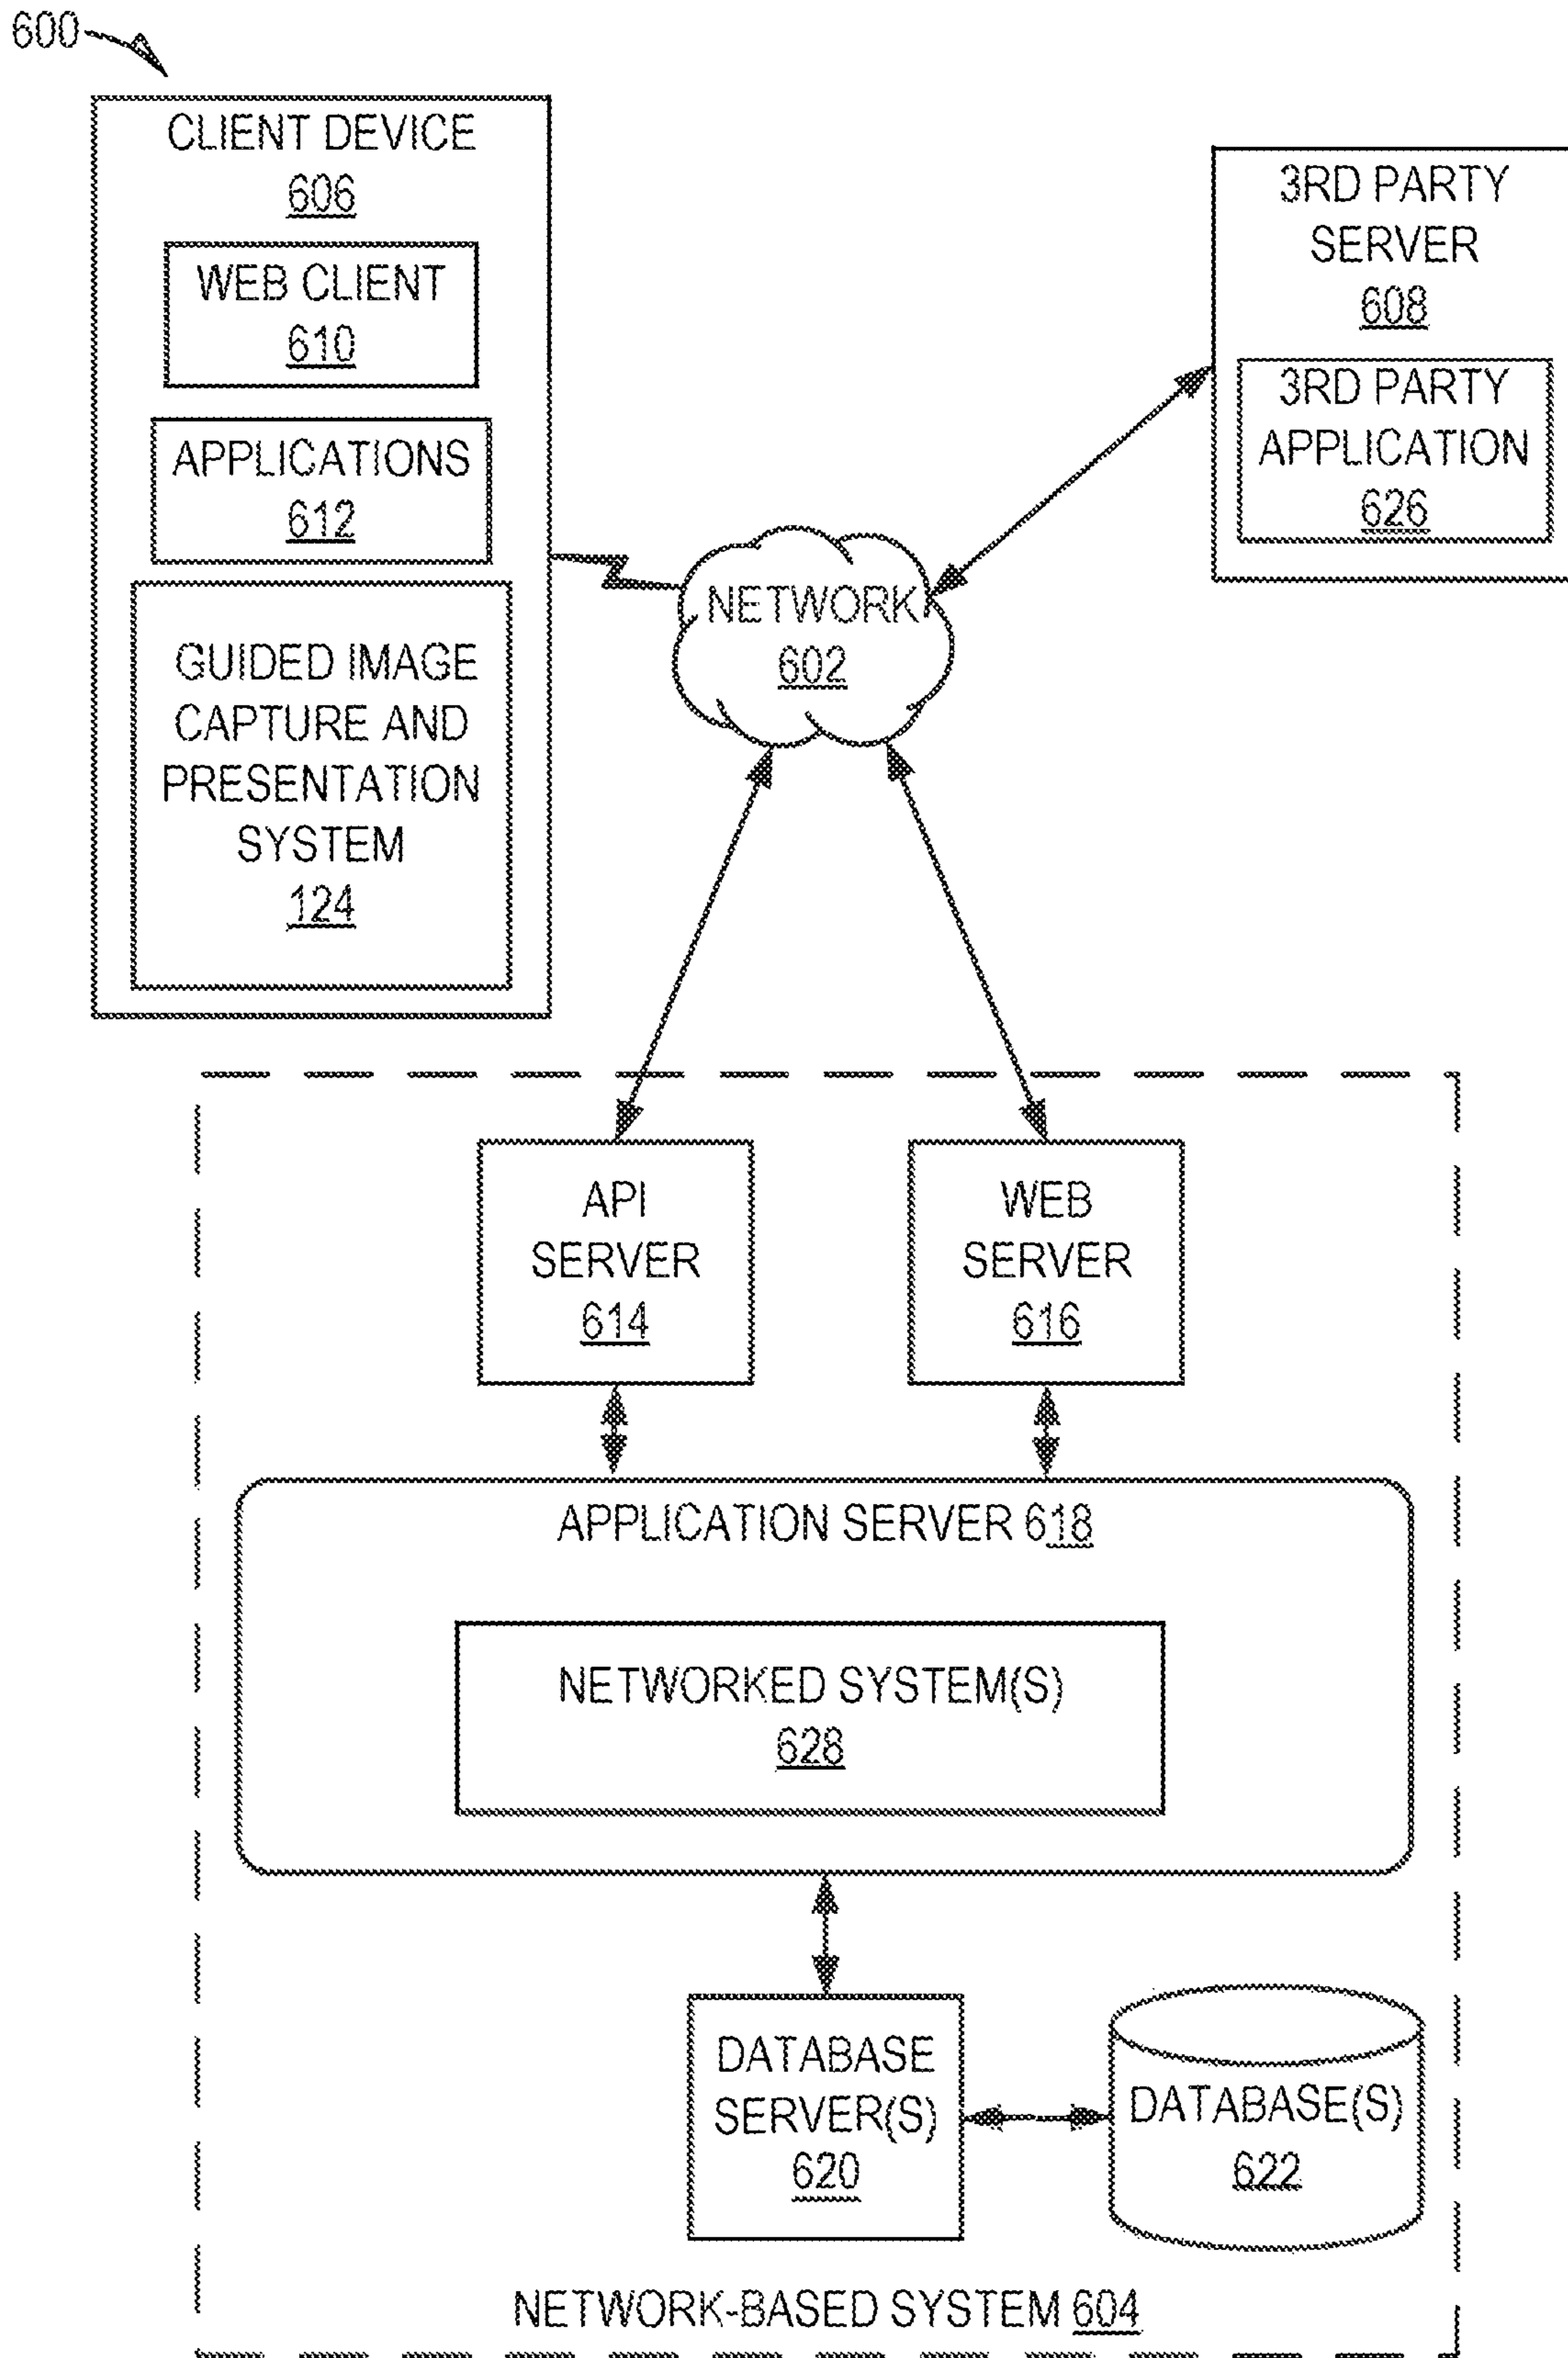 600
CLIENT DEVICE
606
WEB CLIENT
610
APPLICATIONS
612
GUIDED IMAGE
CAPTURE AND
PRESENTATION
SYSTEM
124
3RD PARTY
SERVER
608
3RD PARTY
APPLICATION
626
NETWORK
602
API
SERVER
614
WEB
SERVER
616
APPLICATION SERVER 618
NETWORKED SYSTEM(S)
628
DATABASE
SERVER(S)
620
DATABASE(S)
622
NETWORK-BASED SYSTEM 604